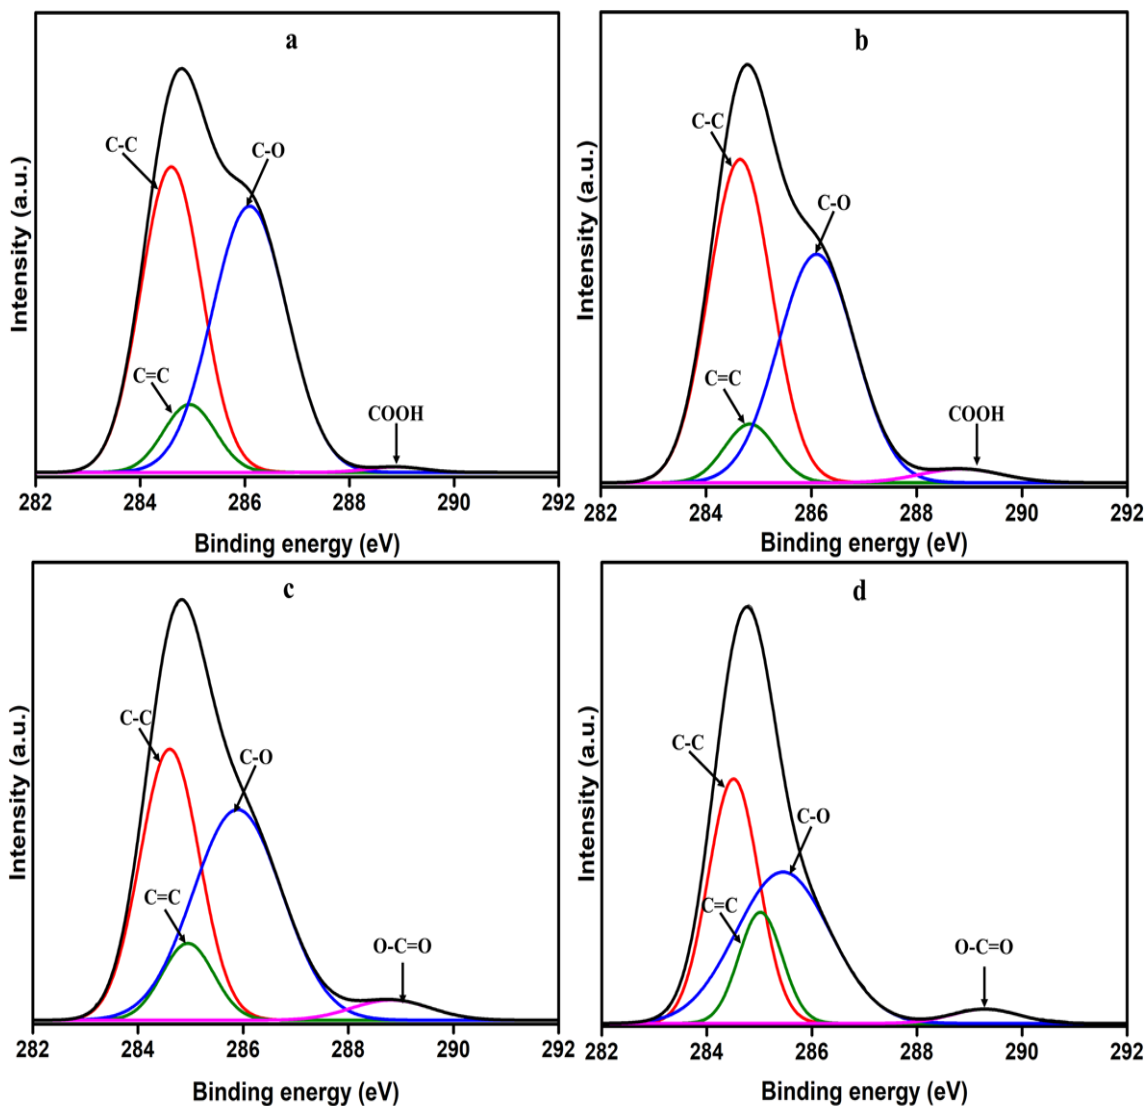 a
C-C
C-O
C=C
COOH
Intensity (a.u.)
282 284 286 288 290 292
Binding energy (eV)
b
C-C
C-O
C=C
COOH
Intensity (a.u.)
282 284 286 288 290 292
Binding energy (eV)
c
C-C
C-O
C=C
O-C=O
Intensity (a.u.)
282 284 286 288 290 292
Binding energy (eV)
d
C-C
C-O
C=C
O-C=O
Intensity (a.u.)
282 284 286 288 290 292
Binding energy (eV)